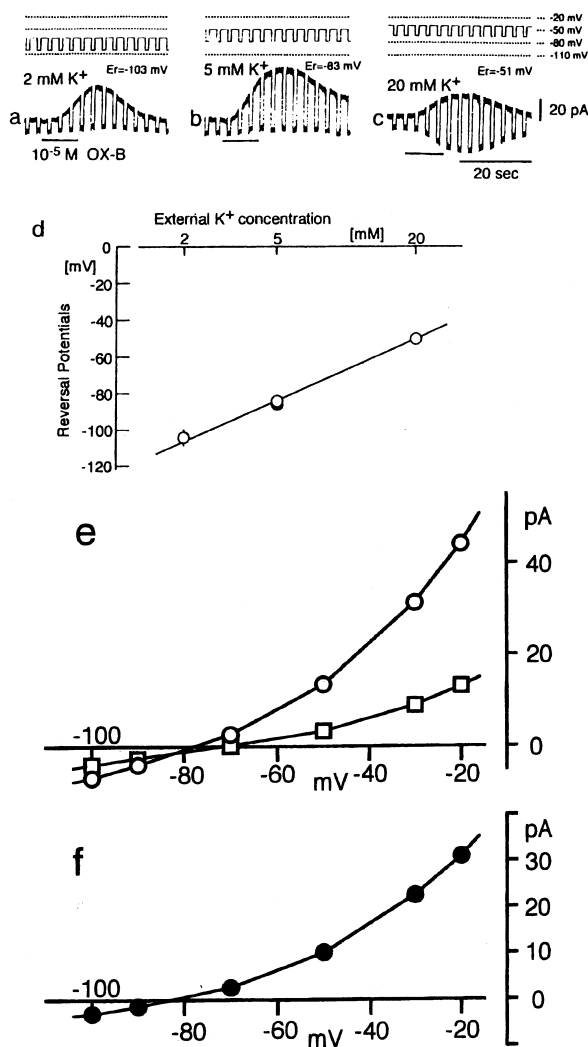 -20 mV
-50 mV
-80 mV
-110 mV
2 mM K+
Er=-103 mV
5 mM K+
Er=-83 mV
20 mM K+
Er=-51 mV
a
b
c
20 pA
10-5 M OX-B
20 sec
d
External K+ concentration
2
5
[mM]
20
[mV]
Reversal Potentials
0
-20
-40
-60
-80
-100
-120
e
pA
40
20
0
-100
-80
-60
mV
-40
-20
f
pA
30
20
10
0
-100
-80
-60
mV
-40
-20